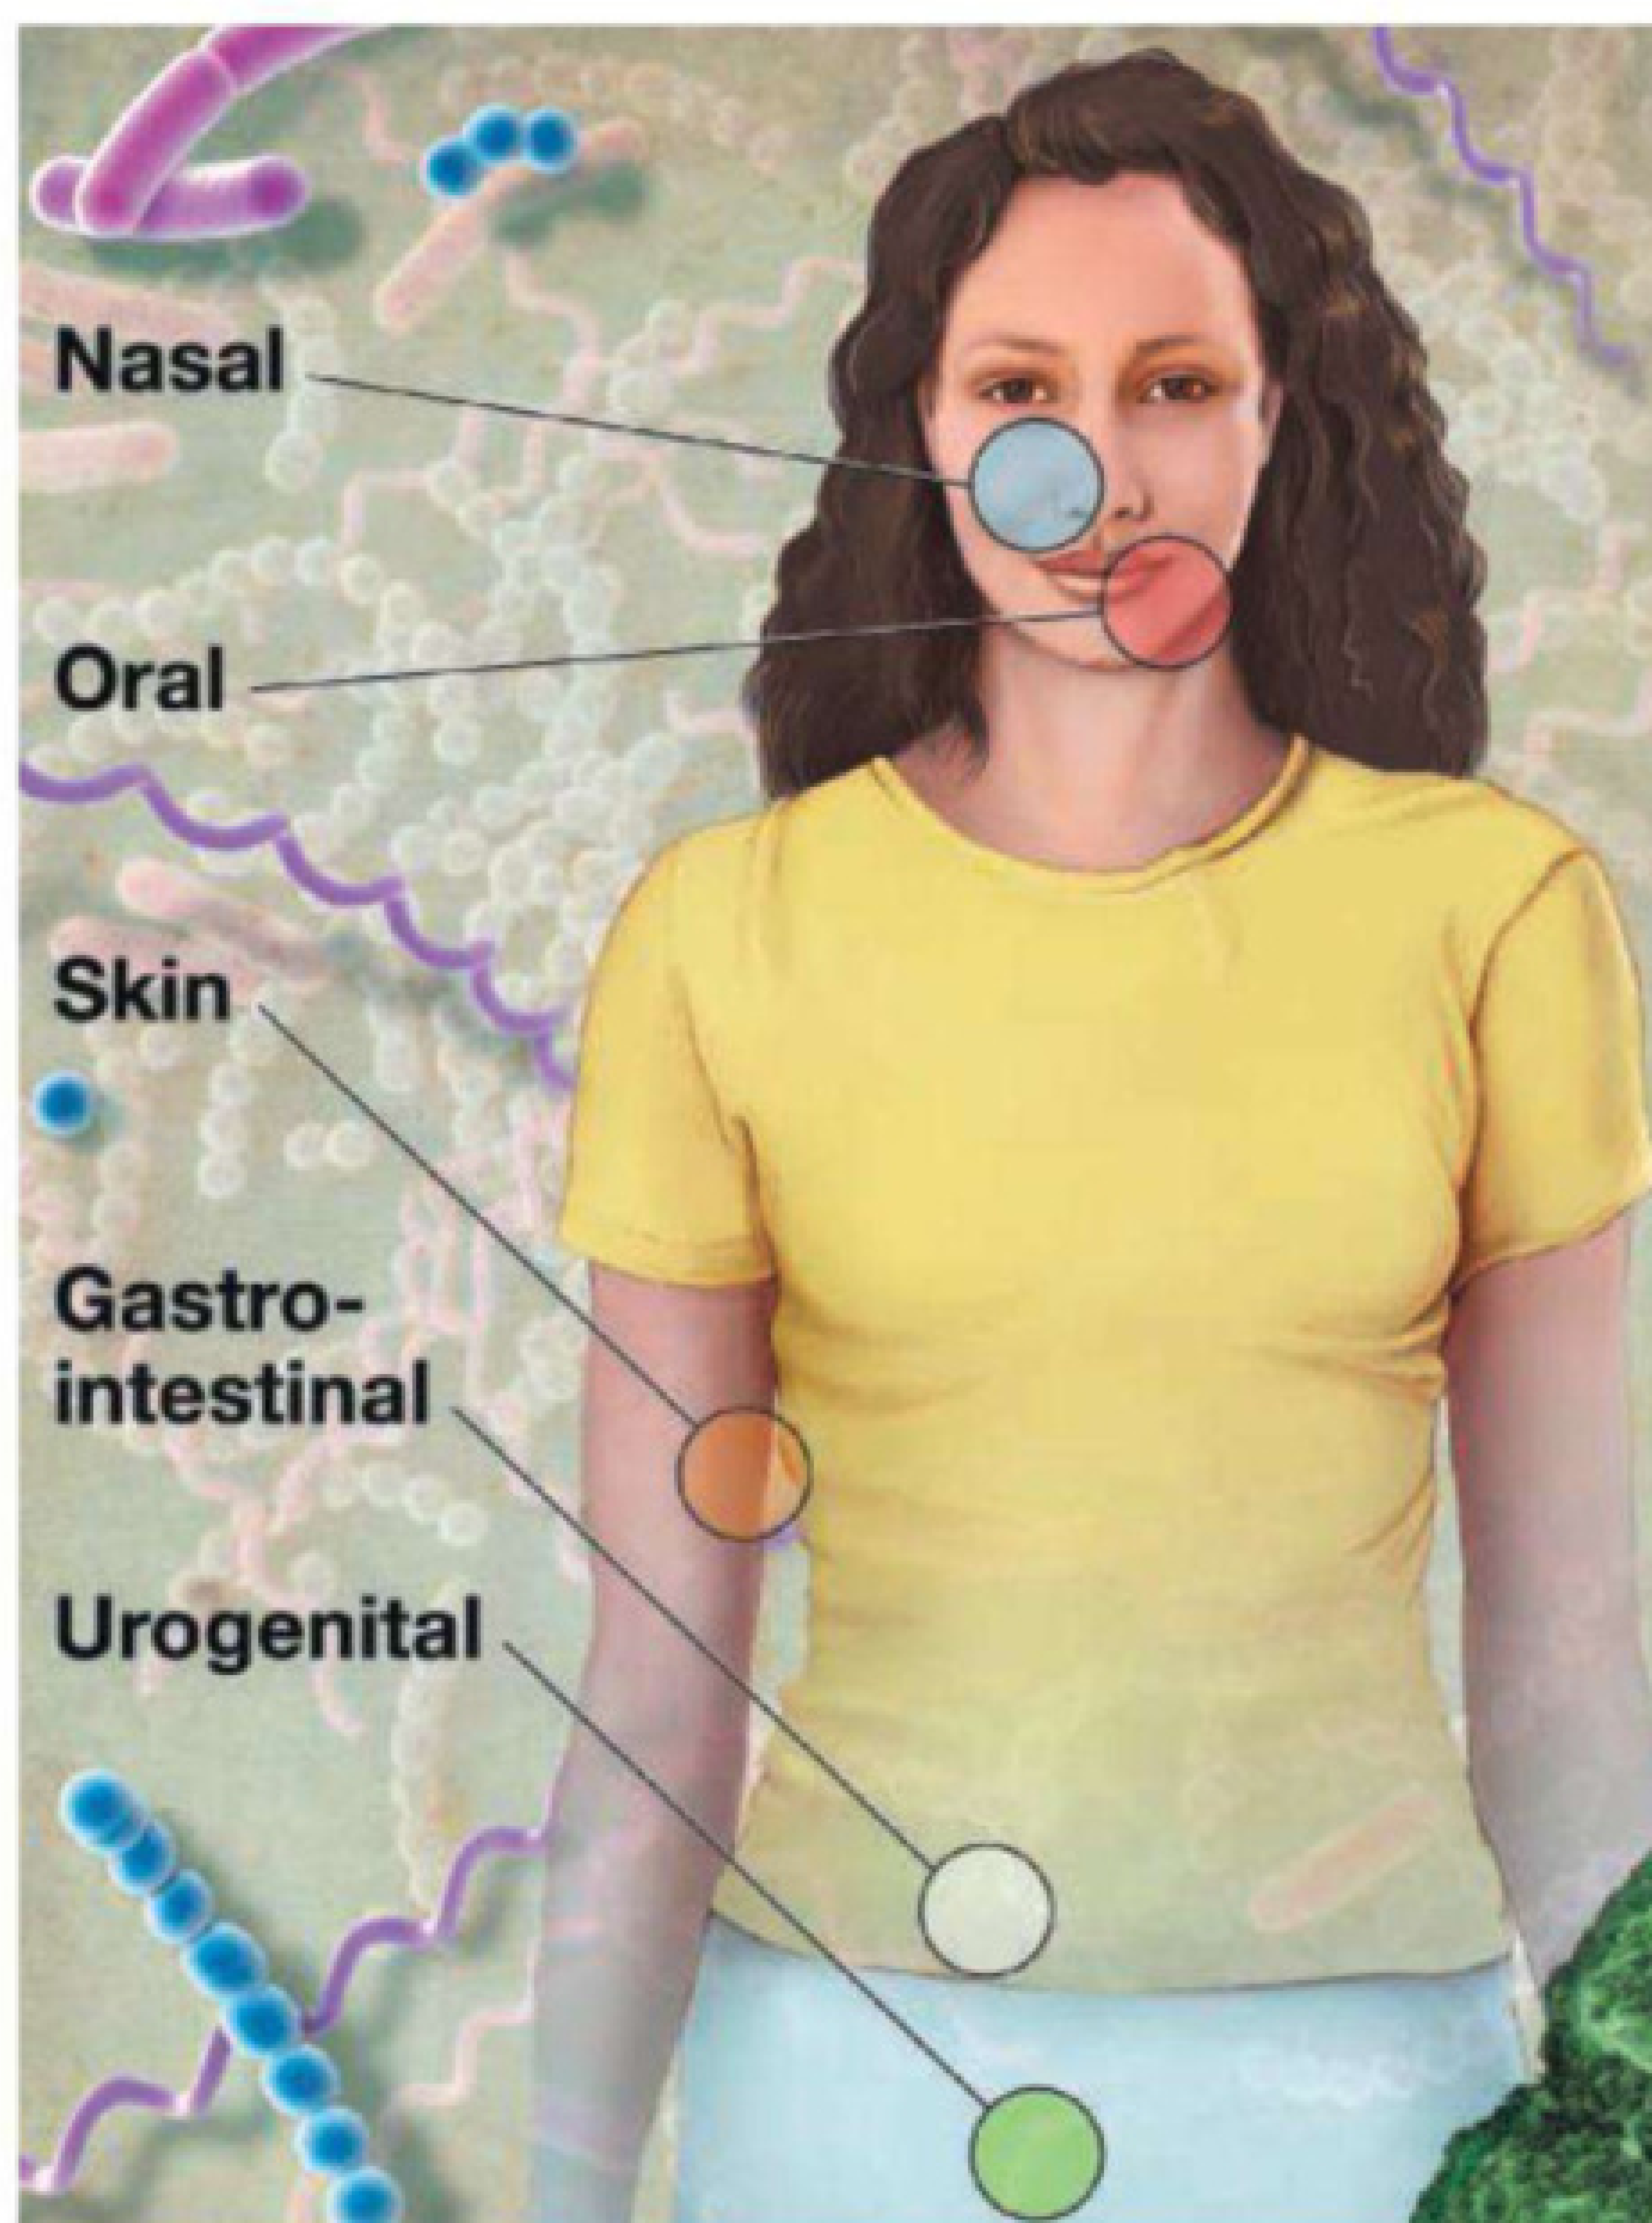 Nasal
Oral
Skin
Gastro-
intestinal
Urogenital